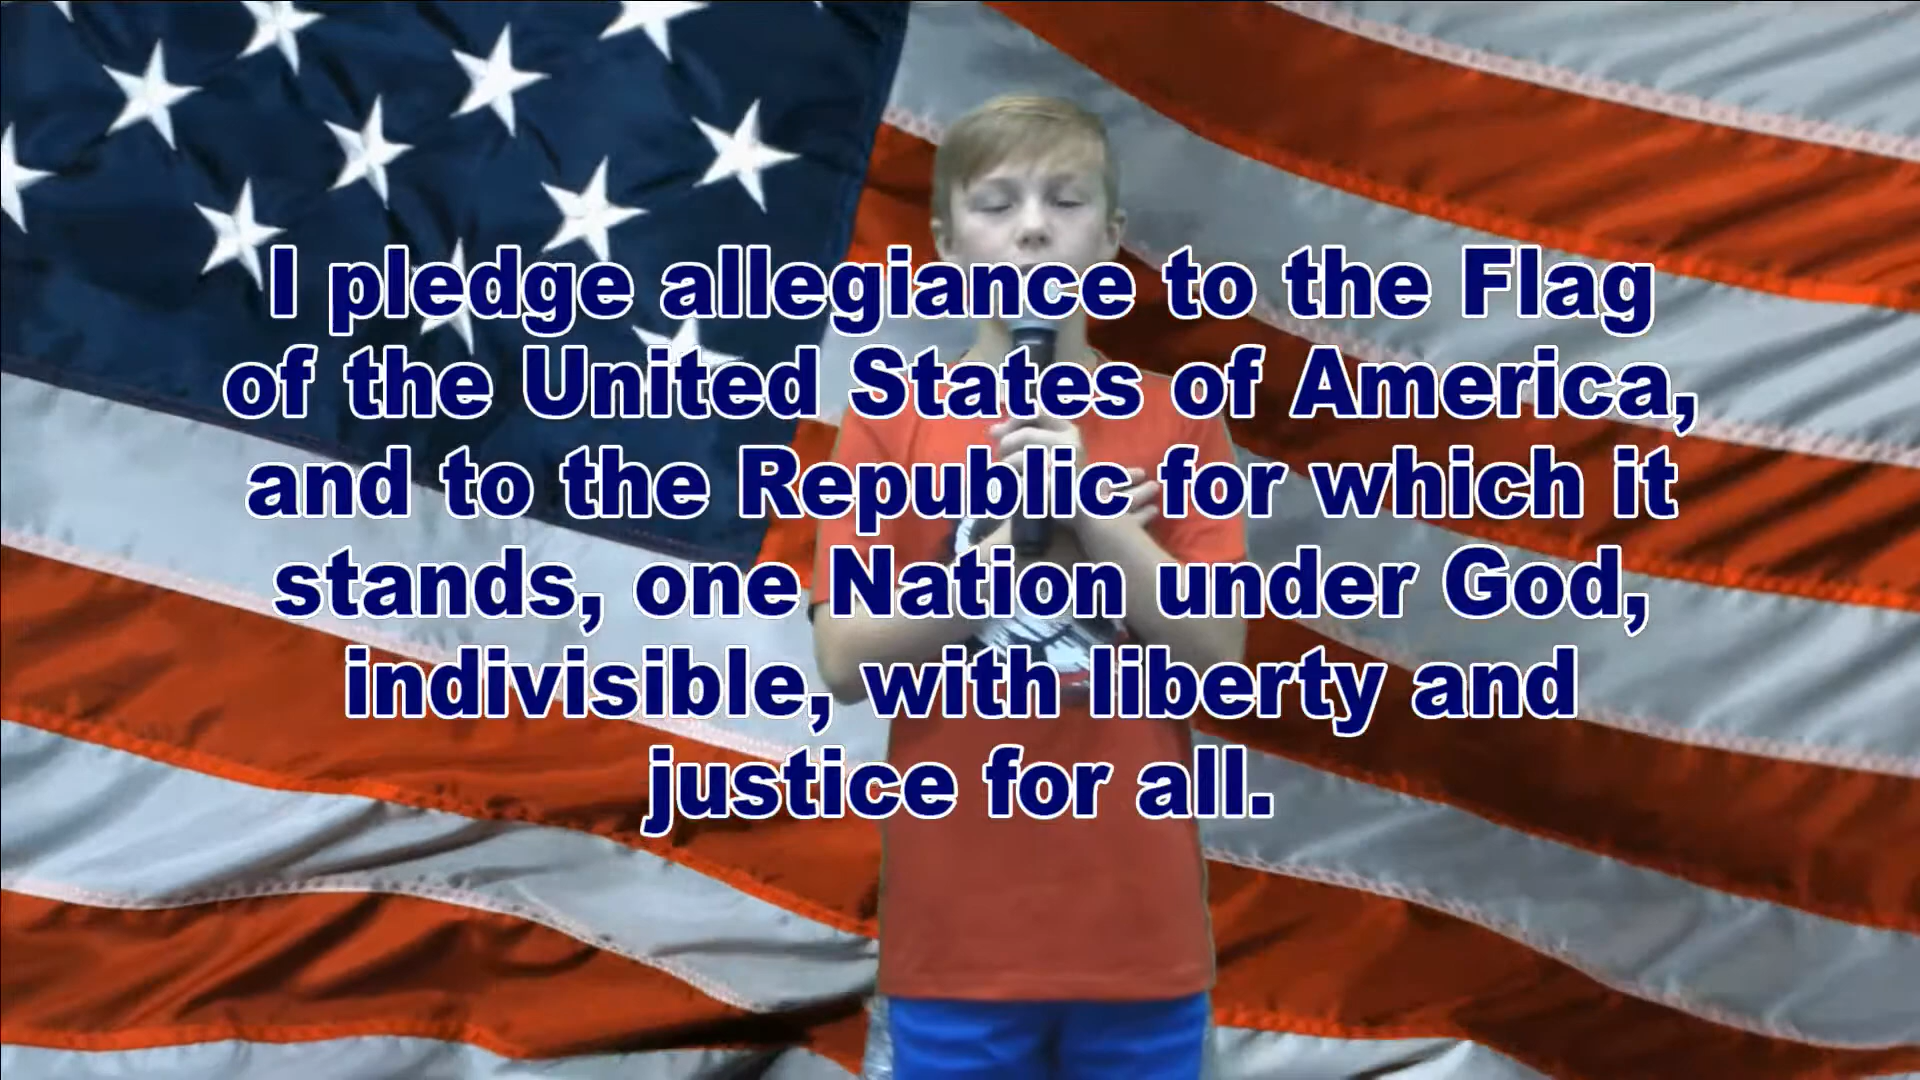 I pledge allegiance to the Flag
of the United States of America,
and to the Republic for which it
stands, one Nation under God,
indivisible, with liberty and
justice for all.